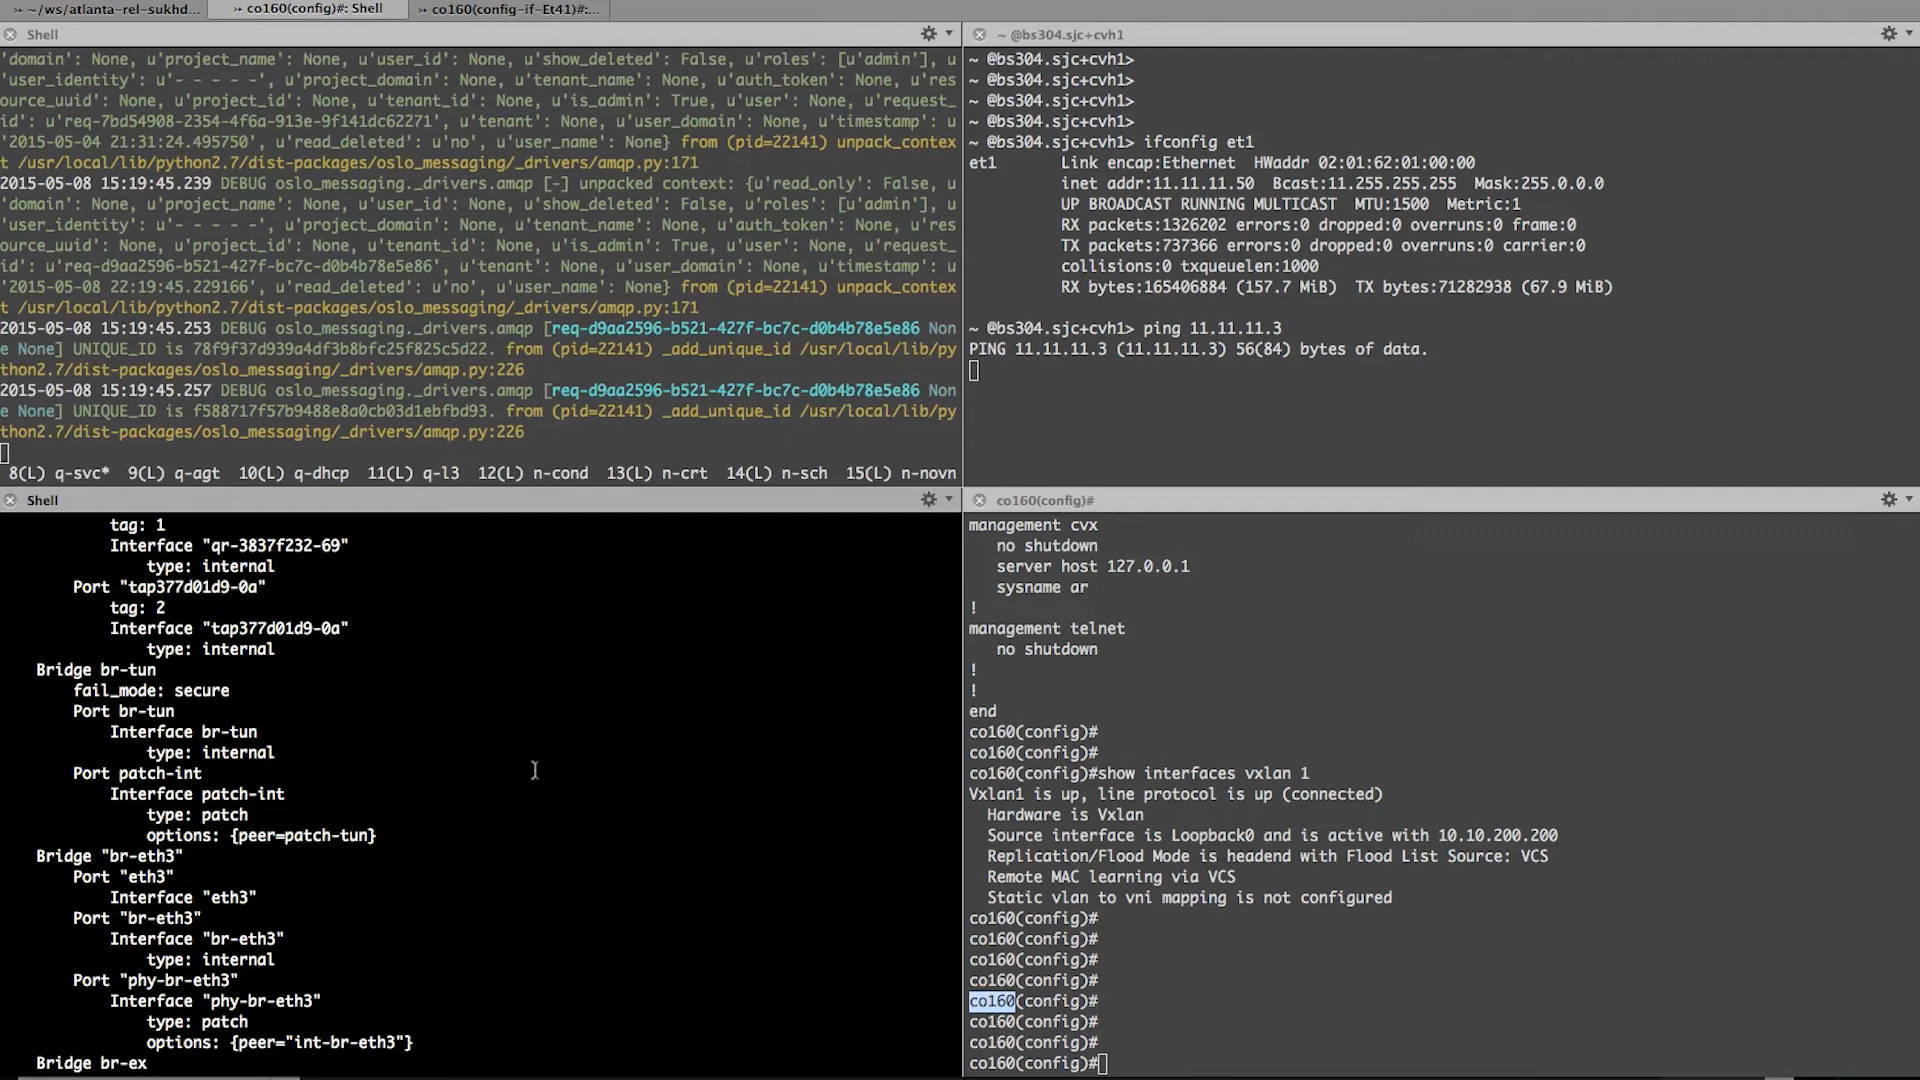 ~/ws/atlanta-rel-sukhd...
co160(config)#: Shell
co160(config-if-Et41)#:...
Shell
'domain': None, u'project_name': None, u'user_id': None, u'show_deleted': False, u'roles': [u'admin'], u
'user_identity': u'- - - - -', u'project_domain': None, u'tenant_name': None, u'auth_token': None, u'res
ource_uuid': None, u'project_id': None, u'tenant_id': None, u'is_admin': True, u'user': None, u'request_
id': u'req-7bd54908-2354-4f6a-913e-9f141dc62271', u'tenant': None, u'user_domain': None, u'timestamp': u
'2015-05-04 21:31:24.495750', u'read_deleted': u'no', u'user_name': None} from (pid=22141) unpack_contex
t /usr/local/lib/python2.7/dist-packages/oslo_messaging/_drivers/amqp.py:171
2015-05-08 15:19:45.239 DEBUG oslo_messaging._drivers.amqp [-] unpacked context: {u'read_only': False, u
'domain': None, u'project_name': None, u'user_id': None, u'show_deleted': False, u'roles': [u'admin'], u
'user_identity': u'- - - - -', u'project_domain': None, u'tenant_name': None, u'auth_token': None, u'res
ource_uuid': None, u'project_id': None, u'tenant_id': None, u'is_admin': True, u'user': None, u'request_
id': u'req-d9aa2596-b521-427f-bc7c-d0b4b78e5e86', u'tenant': None, u'user_domain': None, u'timestamp': u
'2015-05-08 22:19:45.229166', u'read_deleted': u'no', u'user_name': None} from (pid=22141) unpack_contex
t /usr/local/lib/python2.7/dist-packages/oslo_messaging/_drivers/amqp.py:171
2015-05-08 15:19:45.253 DEBUG oslo_messaging._drivers.amqp [req-d9aa2596-b521-427f-bc7c-d0b4b78e5e86 Non
e None] UNIQUE_ID is 78f9f37d939a4df3b8bfc25f825c5d22. from (pid=22141) _add_unique_id /usr/local/lib/py
thon2.7/dist-packages/oslo_messaging/_drivers/amqp.py:226
2015-05-08 15:19:45.257 DEBUG oslo_messaging._drivers.amqp [req-d9aa2596-b521-427f-bc7c-d0b4b78e5e86 Non
e None] UNIQUE_ID is f588717f57b9488e8a0cb03d1ebfbd93. from (pid=22141) _add_unique_id /usr/local/lib/py
thon2.7/dist-packages/oslo_messaging/_drivers/amqp.py:226
8(L) q-svc* 9(L) q-agt 10(L) q-dhcp 11(L) q-l3 12(L) n-cond 13(L) n-crt 14(L) n-sch 15(L) n-novn
~ @bs304.sjc+cvh1
~ @bs304.sjc+cvh1>
~ @bs304.sjc+cvh1>
~ @bs304.sjc+cvh1>
~ @bs304.sjc+cvh1>
~ @bs304.sjc+cvh1> ifconfig et1
et1 Link encap:Ethernet HWaddr 02:01:62:01:00:00
inet addr:11.11.11.50 Bcast:11.255.255.255 Mask:255.0.0.0
UP BROADCAST RUNNING MULTICAST MTU:1500 Metric:1
RX packets:1326202 errors:0 dropped:0 overruns:0 frame:0
TX packets:737366 errors:0 dropped:0 overruns:0 carrier:0
collisions:0 txqueuelen:1000
RX bytes:165406884 (157.7 MiB) TX bytes:71282938 (67.9 MiB)
~ @bs304.sjc+cvh1> ping 11.11.11.3
PING 11.11.11.3 (11.11.11.3) 56(84) bytes of data.
Shell
tag: 1
Interface "qr-3837f232-69"
type: internal
Port "tap377d01d9-0a"
tag: 2
Interface "tap377d01d9-0a"
type: internal
Bridge br-tun
fail_mode: secure
Port br-tun
Interface br-tun
type: internal
Port patch-int
Interface patch-int
type: patch
options: {peer=patch-tun}
Bridge "br-eth3"
Port "eth3"
Interface "eth3"
Port "br-eth3"
Interface "br-eth3"
type: internal
Port "phy-br-eth3"
Interface "phy-br-eth3"
type: patch
options: {peer="int-br-eth3"}
Bridge br-ex
co160(config)#
management cvx
no shutdown
server host 127.0.0.1
sysname ar
!
management telnet
no shutdown
!
!
end
co160(config)#
co160(config)#
co160(config)#show interfaces vxlan 1
Vxlan1 is up, line protocol is up (connected)
Hardware is Vxlan
Source interface is Loopback0 and is active with 10.10.200.200
Replication/Flood Mode is headend with Flood List Source: VCS
Remote MAC learning via VCS
Static vlan to vni mapping is not configured
co160(config)#
co160(config)#
co160(config)#
co160(config)#
co160(config)#
co160(config)#
co160(config)#
co160(config)#